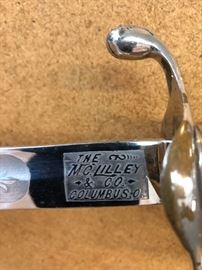 THE
M.C. LILLEY
& CO.
COLUMBUS, O.